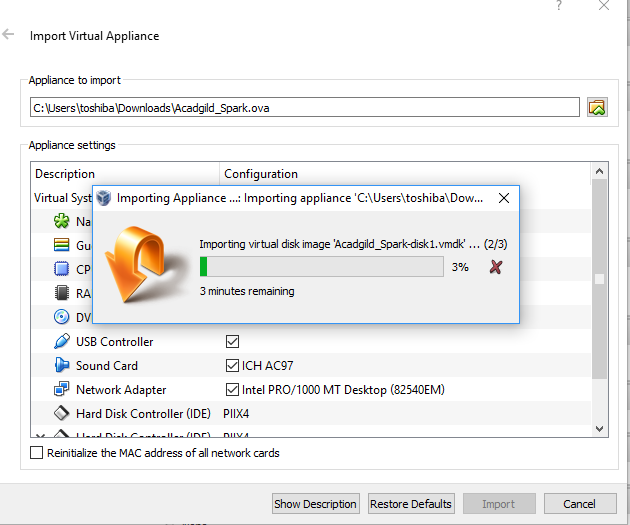 ?
Import Virtual Appliance
Appliance to import
C:\Users\toshiba\Downloads\Acadgild_Spark.ova
Appliance settings
Description Configuration
Virtual Sys
Importing Appliance ...: Importing appliance 'C:\Users\toshiba\Dow...
Na
Gu
Importing virtual disk image 'Acadgild_Spark-disk1.vmdk' ... (2/3)
CP
3%
RA
3 minutes remaining
DV
USB Controller
Sound Card ICH AC97
Network Adapter Intel PRO/1000 MT Desktop (82540EM)
Hard Disk Controller (IDE) PIIX4
Hard Disk Controller (IDE) PIIX4
Reinitialize the MAC address of all network cards
Show Description Restore Defaults Import Cancel